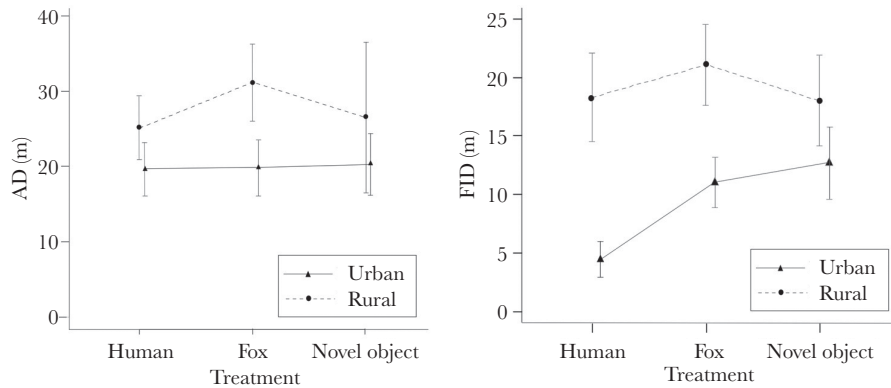 40
30
20
10
0
AD (m)
Urban
Rural
Human
Fox
Novel object
Treatment
25
20
15
10
5
0
FID (m)
Urban
Rural
Human
Fox
Novel object
Treatment